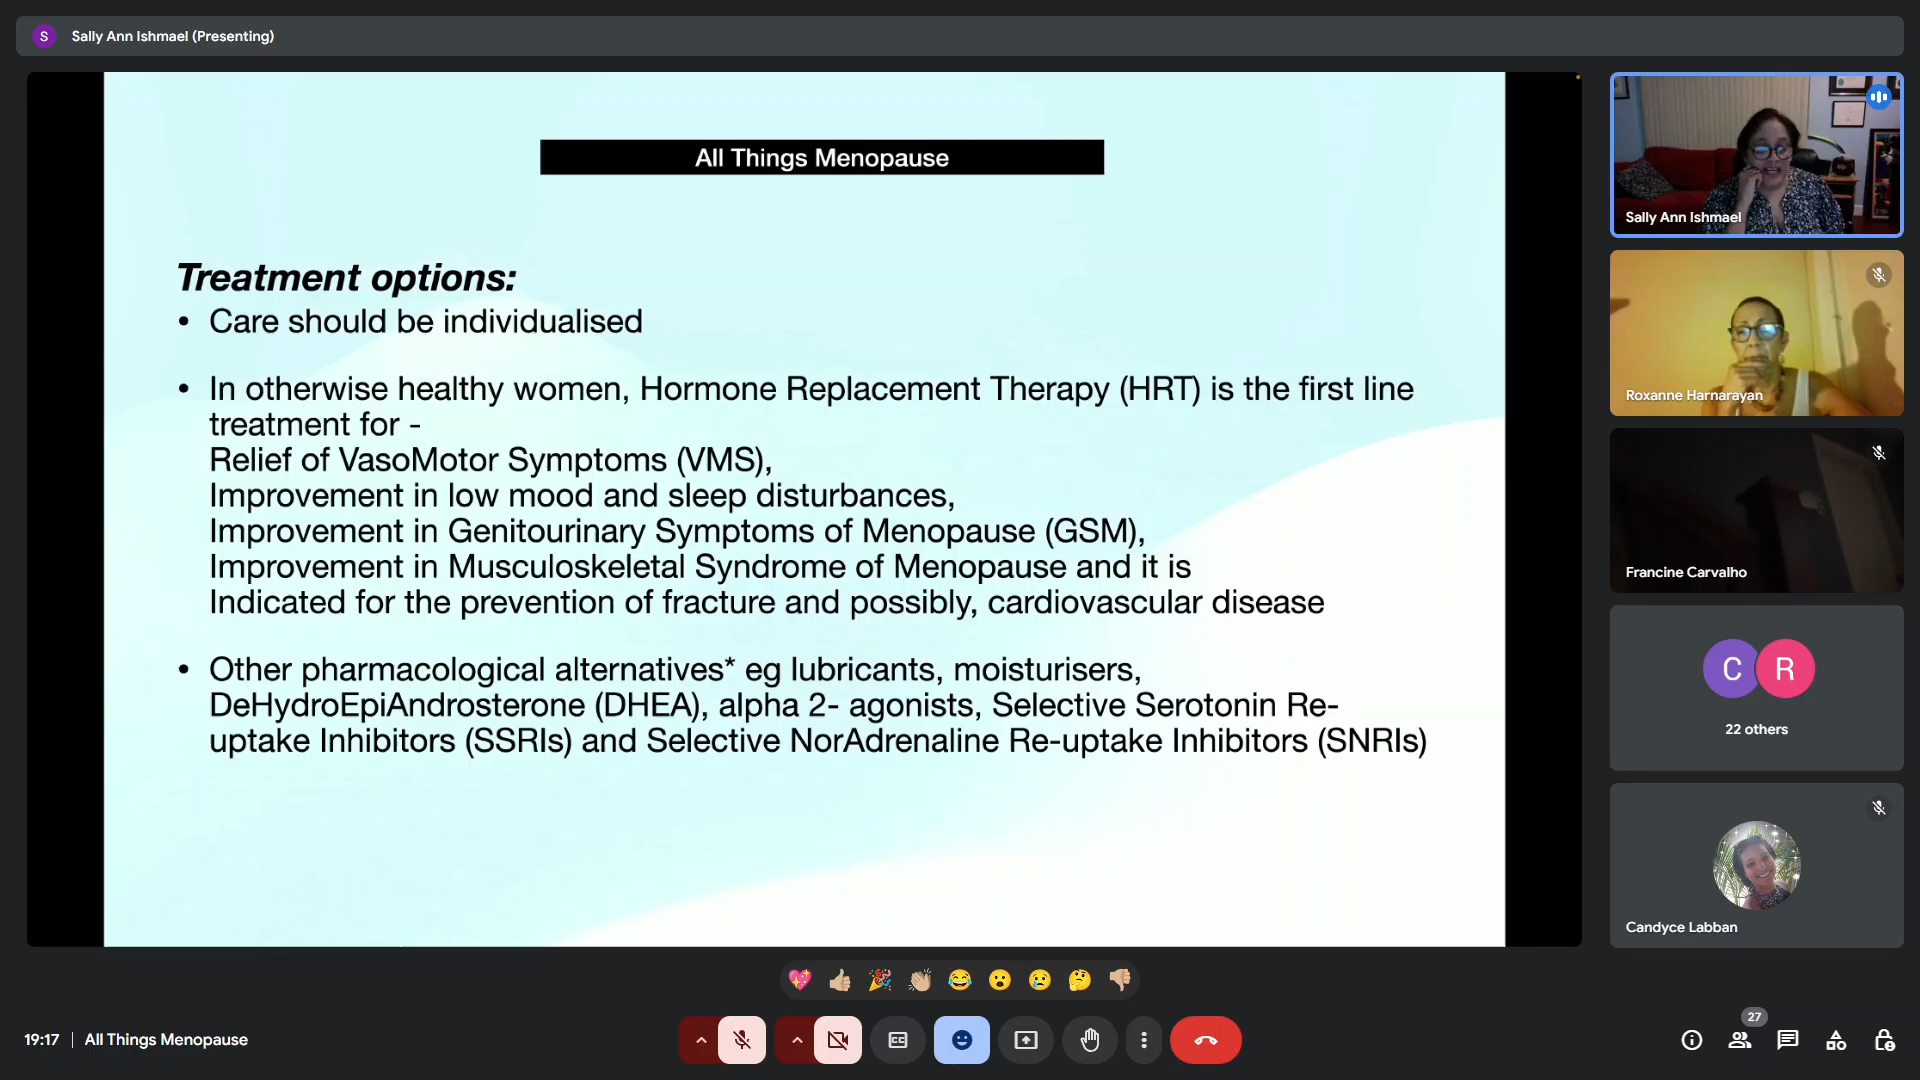 S Sally Ann Ishmael (Presenting)
All Things Menopause
Treatment options:
• Care should be individualised
• In otherwise healthy women, Hormone Replacement Therapy (HRT) is the first line
treatment for -
Relief of VasoMotor Symptoms (VMS),
Improvement in low mood and sleep disturbances,
Improvement in Genitourinary Symptoms of Menopause (GSM),
Improvement in Musculoskeletal Syndrome of Menopause and it is
Indicated for the prevention of fracture and possibly, cardiovascular disease
• Other pharmacological alternatives* eg lubricants, moisturisers,
DeHydroEpiAndrosterone (DHEA), alpha 2- agonists, Selective Serotonin Re-
uptake Inhibitors (SSRIs) and Selective NorAdrenaline Re-uptake Inhibitors (SNRIs)
Sally Ann Ishmael
Roxanne Harnarayan
Francine Carvalho
C R
22 others
Candyce Labban
19:17 | All Things Menopause
CC
27